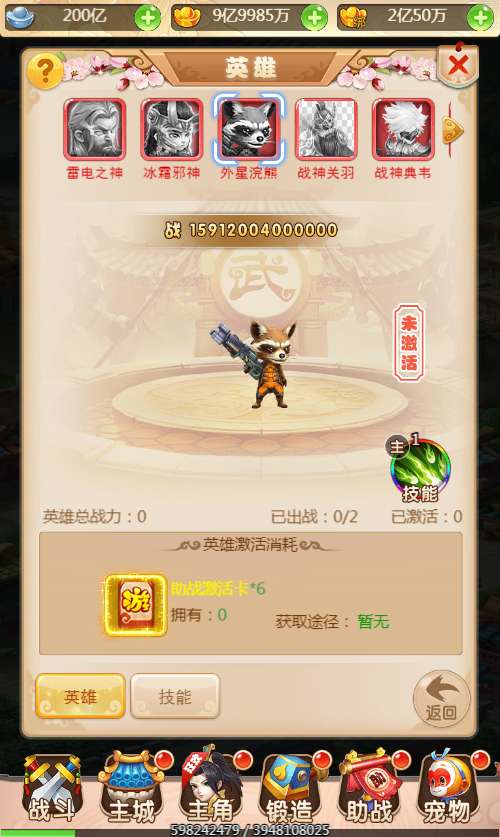 200亿 9亿9985万 2亿50万
英雄
雷电之神 冰霜邪神 外星浣熊 战神关羽 战神典韦
战 15912004000000
武
未激活
主 1
技能
英雄总战力：0 已出战：0/2 已激活：0
英雄激活消耗
游
助战激活卡*6
拥有：0
获取途径：暂无
英雄 技能
返回
战斗 主城 主角 锻造 助战 宠物
598242479 / 3948108025